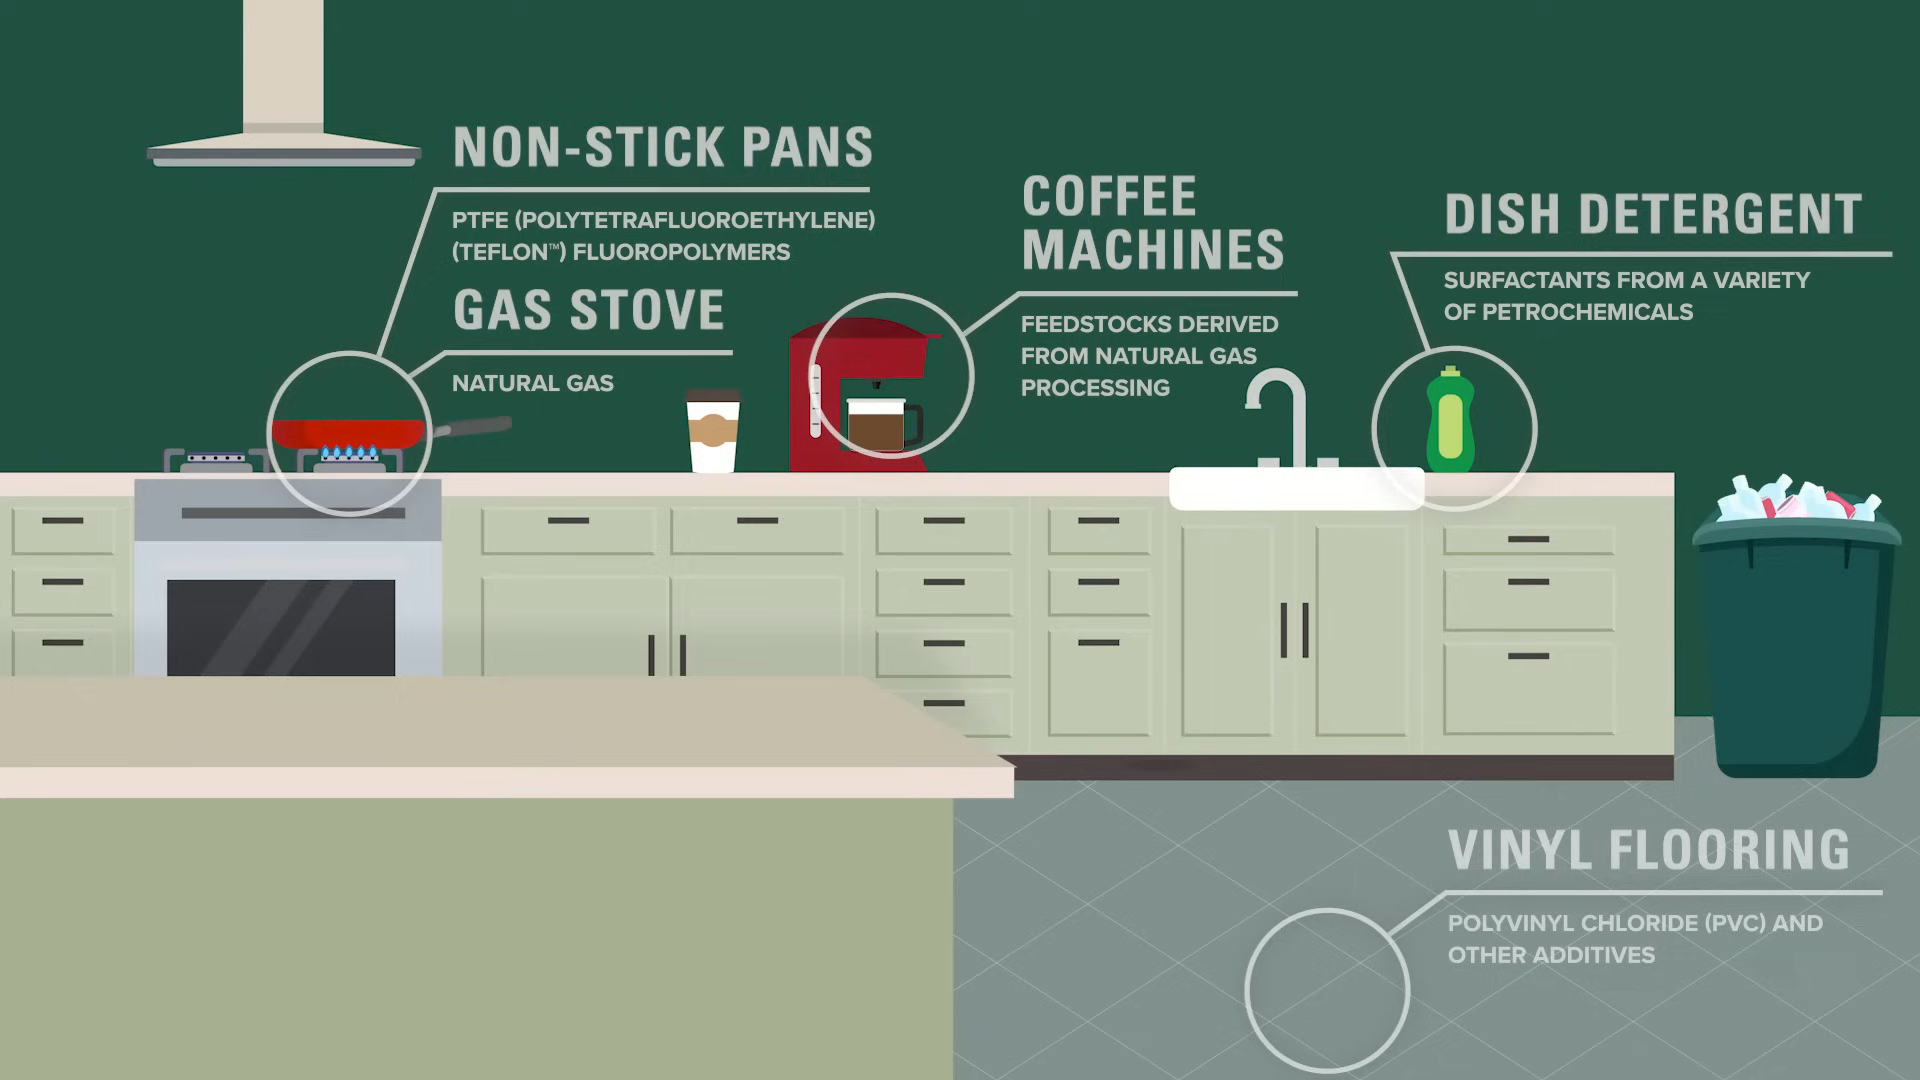 NON-STICK PANS
PTFE (POLYTETRAFLUOROETHYLENE)
(TEFLON™) FLUOROPOLYMERS
GAS STOVE
NATURAL GAS
COFFEE
MACHINES
FEEDSTOCKS DERIVED
FROM NATURAL GAS
PROCESSING
DISH DETERGENT
SURFACTANTS FROM A VARIETY
OF PETROCHEMICALS
VINYL FLOORING
POLYVINYL CHLORIDE (PVC) AND
OTHER ADDITIVES